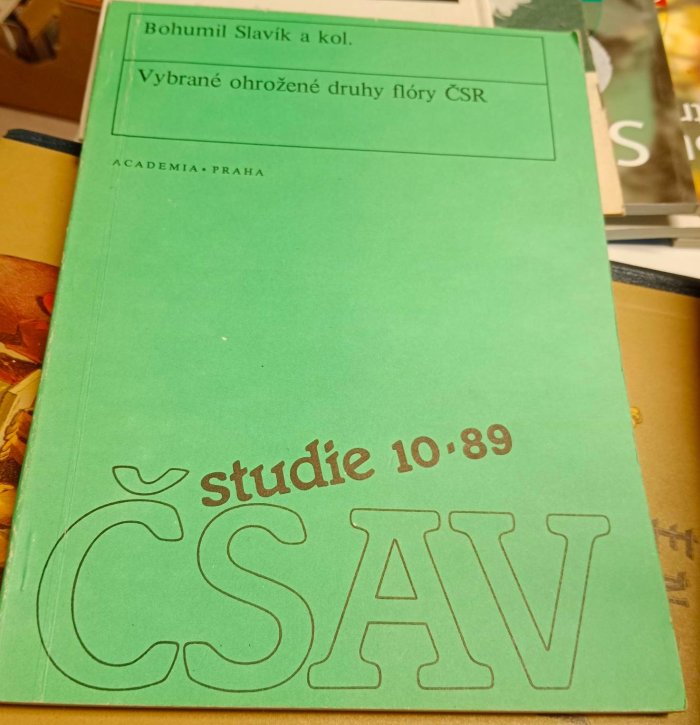 Bohumil Slavík a kol.
Vybrané ohrožené druhy flóry ČSR
ACADEMIA • PRAHA
studie 10•89
ČSAV